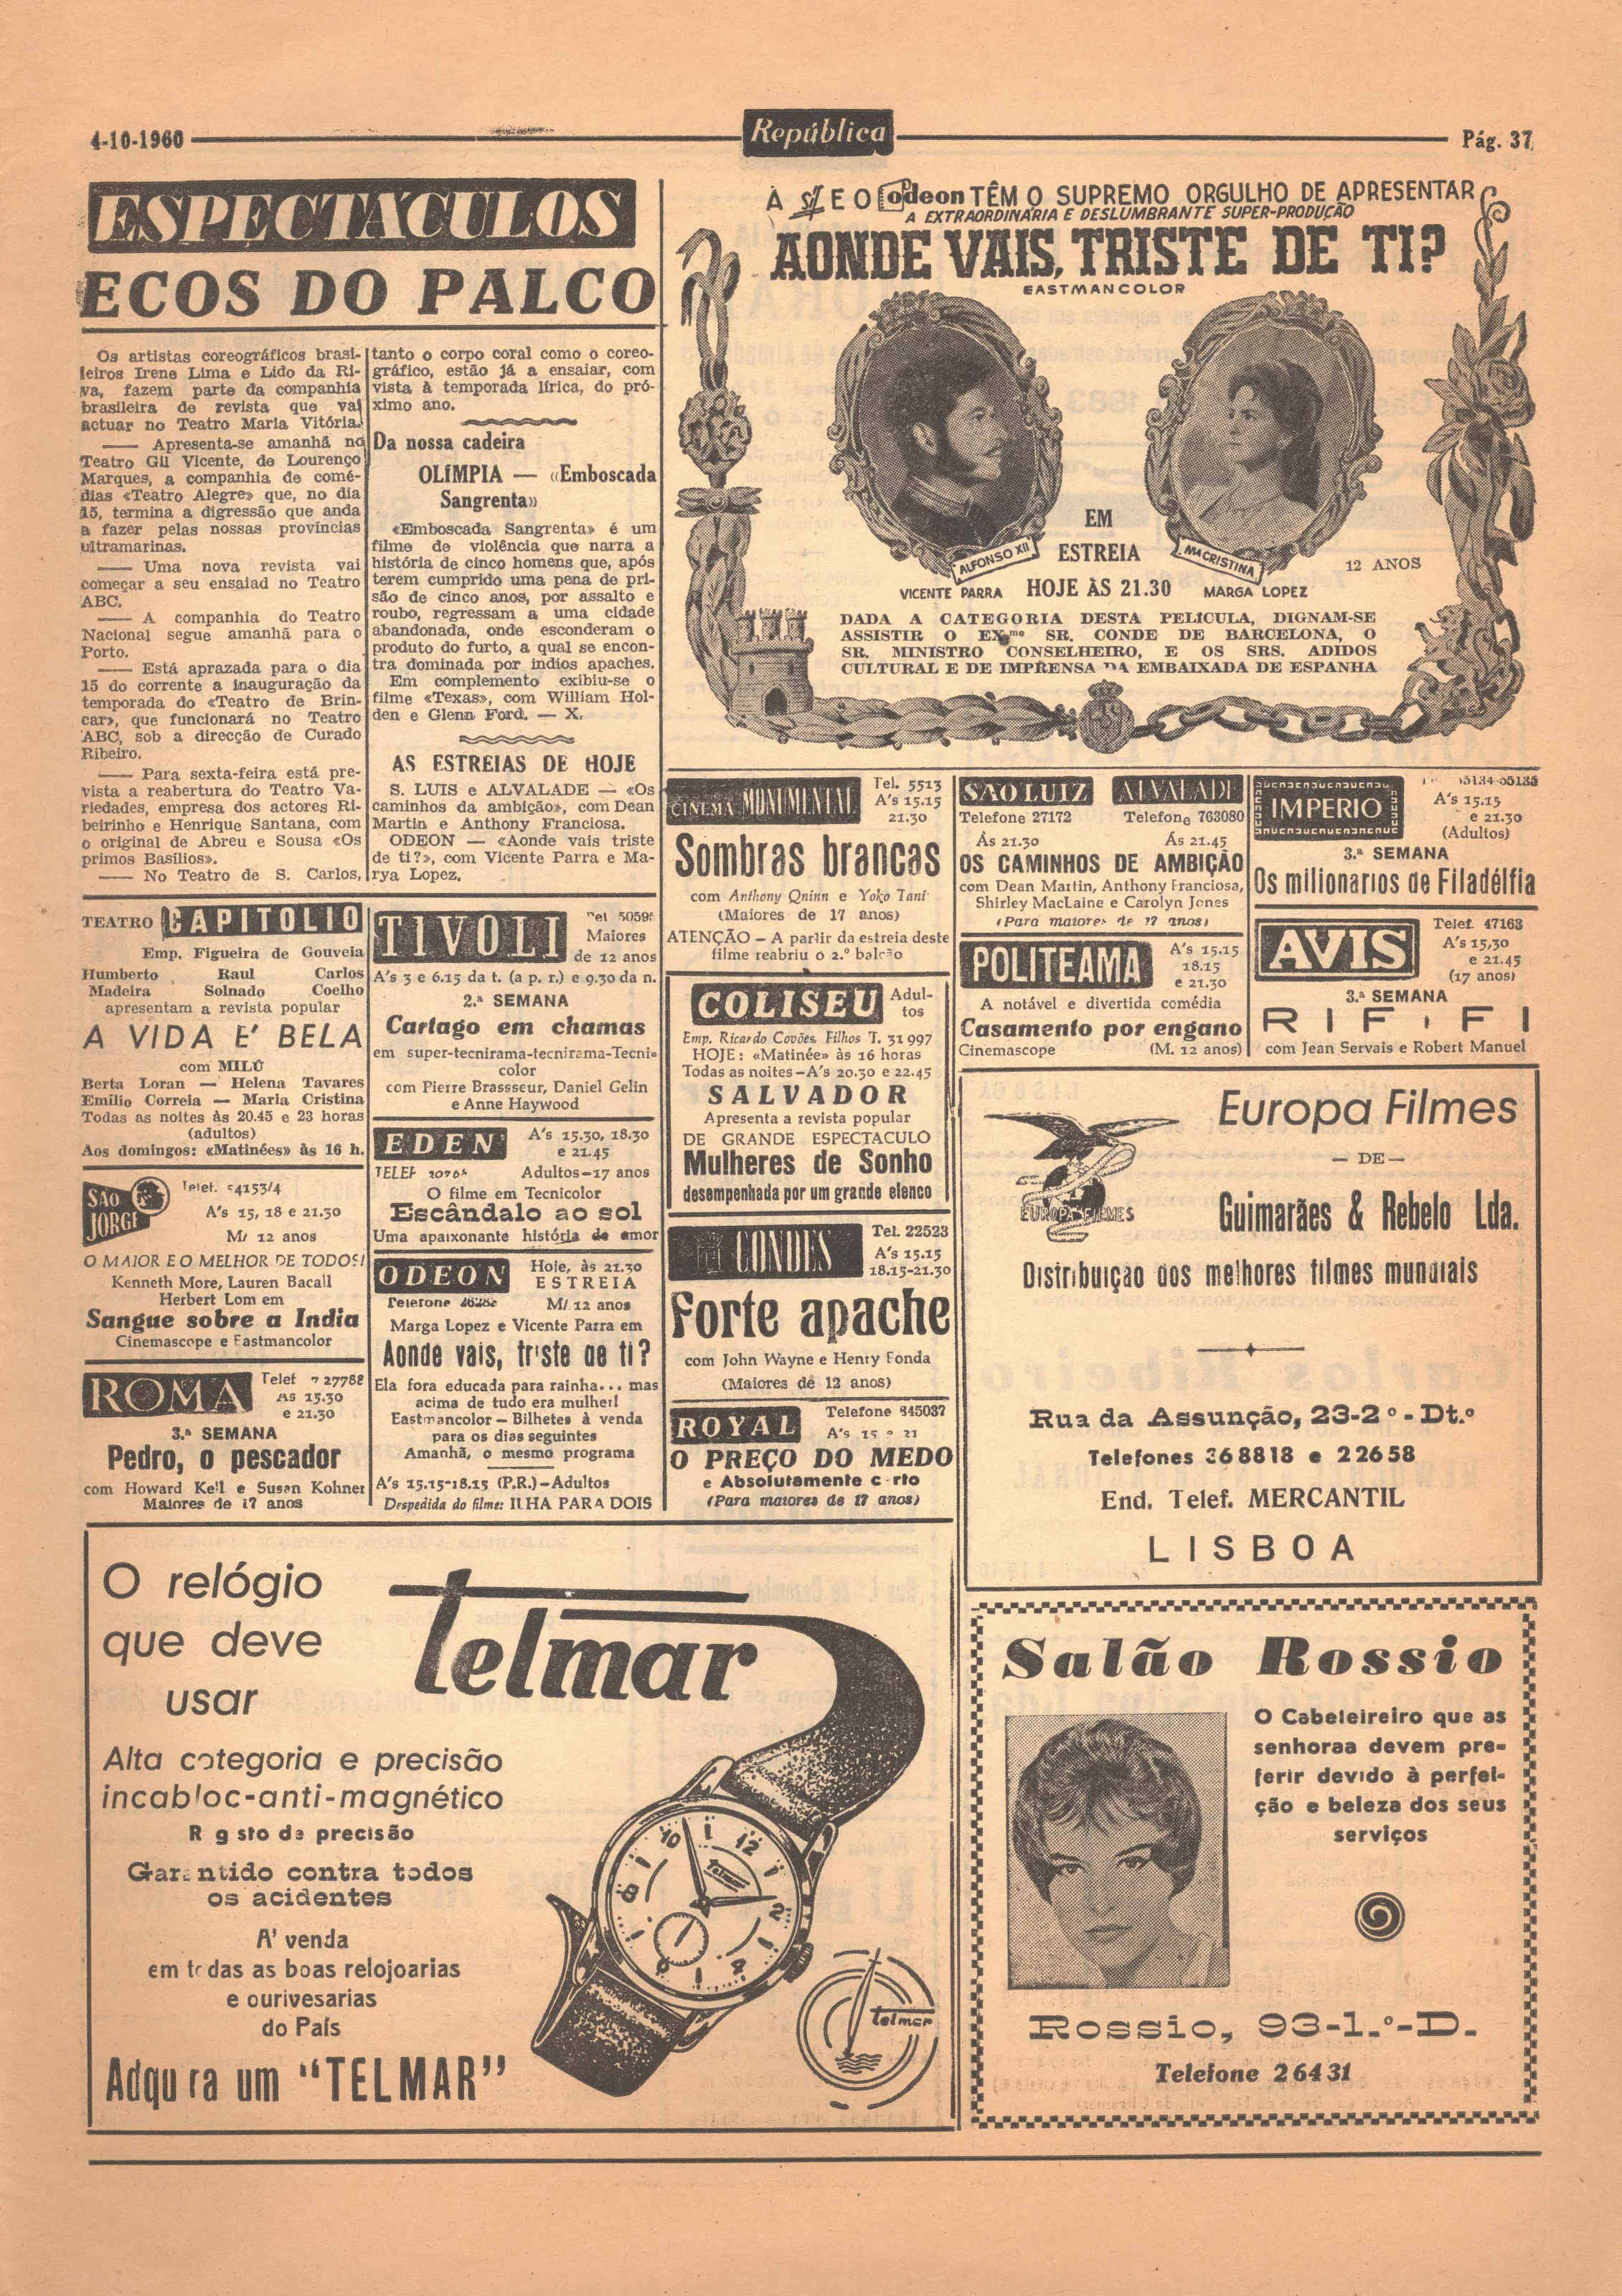 4-10-1960
República
Pág. 37
ESPECTÁCULOS
ECOS DO PALCO
Os artistas coreográficos brasi-
leiros Irene Lima e Lido da Ri-
va, fazem parte da companhia
brasileira de revista que vai
actuar no Teatro Maria Vitória.
—— Apresenta-se amanhã no
Teatro Gil Vicente, de Lourenço
Marques, a companhia de comé-
dias «Teatro Alegre» que, no dia
15, termina a digressão que anda
a fazer pelas nossas províncias
ultramarinas.
—— Uma nova revista vai
começar a seu ensaiad no Teatro
ABC.
—— A companhia do Teatro
Nacional segue amanhã para o
Porto.
—— Está aprazada para o dia
15 do corrente a inauguração da
temporada do «Teatro de Brin-
car», que funcionará no Teatro
ABC, sob a direcção de Curado
Ribeiro.
—— Para sexta-feira está pre-
vista a reabertura do Teatro Va-
riedades, empresa dos actores Ri-
beirinho e Henrique Santana, com
o original de Abreu e Sousa «Os
primos Basílios».
—— No Teatro de S. Carlos,
tanto o corpo coral como o coreo-
gráfico, estão já a ensaiar, com
vista à temporada lírica, do pró-
ximo ano.
Da nossa cadeira
OLÍMPIA — «Emboscada
Sangrenta»
«Emboscada Sangrenta» é um
filme de violência que narra a
história de cinco homens que, após
terem cumprido uma pena de pri-
são de cinco anos, por assalto e
roubo, regressam a uma cidade
abandonada, onde esconderam o
produto do furto, a qual se encon-
tra dominada por índios apaches.
Em complemento exibiu-se o
filme «Texas», com William Hol-
den e Glenn Ford. — X.
AS ESTREIAS DE HOJE
S. LUIS e ALVALADE — «Os
caminhos da ambição», com Dean
Martin e Anthony Franciosa.
ODEON — «Aonde vais triste
de ti?», com Vicente Parra e Ma-
rya Lopez.
À sif E O Odeon TÊM O SUPREMO ORGULHO DE APRESENTAR
A EXTRAORDINÁRIA E DESLUMBRANTE SUPER-PRODUÇÃO
AONDE VAIS, TRISTE DE TI?
EASTMANCOLOR
ALFONSO XII
Mª CRISTINA
EM
ESTREIA
HOJE ÀS 21.30
12 ANOS
VICENTE PARRA
MARGA LOPEZ
DADA A CATEGORIA DESTA PELÍCULA, DIGNAM-SE
ASSISTIR O EXmo SR. CONDE DE BARCELONA, O
SR. MINISTRO CONSELHEIRO, E OS SRS. ADIDOS
CULTURAL E DE IMPRENSA DA EMBAIXADA DE ESPANHA
TEATRO CAPITOLIO
Emp. Figueira de Gouveia
Humberto Raul Carlos
Madeira Solnado Coelho
apresentam a revista popular
A VIDA E' BELA
com MILÚ
Berta Loran — Helena Tavares
Emílio Correia — Maria Cristina
Todas as noites às 20.45 e 23 horas
(adultos)
Aos domingos: «Matinées» às 16 h.
SÃO JORGE
Telef. 54153/4
A's 15, 18 e 21.30
M/ 12 anos
O MAIOR E O MELHOR DE TODOS!
Kenneth More, Lauren Bacall
Herbert Lom em
Sangue sobre a India
Cinemascope e Eastmancolor
ROMA
Telef 727788
As 15.30
e 21.30
3.ª SEMANA
Pedro, o pescador
com Howard Keel e Susan Kohner
Maiores de 17 anos
TIVOLI
Maiores
de 12 anos
A's 3 e 6.15 da t. (a p. r.) e 9.30 da n.
2.ª SEMANA
Cartago em chamas
em super-tecnirama-tecnirama-Tecni-
color
com Pierre Brassseur, Daniel Gelin
e Anne Haywood
EDEN
A's 15.30, 18.30
e 21.45
TELEF
Adultos—17 anos
O filme em Tecnicolor
Escândalo ao sol
Uma apaixonante história de amor
ODEON
Hoje, às 21.30
ESTREIA
Telefone
M/ 12 anos
Marga Lopez e Vicente Parra em
Aonde vais, triste de ti?
Ela fora educada para rainha... mas
acima de tudo era mulher!
Eastmancolor — Bilhetes à venda
para os dias seguintes
Amanhã, o mesmo programa
A's 15.15-18.15 (P.R.)—Adultos
Despedida do filme: ILHA PARA DOIS
CINEMA MONUMENTAL
Tel. 5513
A's 15.15
21.30
Sombras brancas
com Anthony Qninn e Yoko Tani
(Maiores de 17 anos)
ATENÇÃO — A partir da estreia deste
filme reabriu o 2.º balcão
COLISEU
Adul-
tos
Emp. Ricardo Covões, Filhos T. 31997
HOJE: «Matinée» às 16 horas
Todas as noites—A's 20.30 e 22.45
SALVADOR
Apresenta a revista popular
DE GRANDE ESPECTACULO
Mulheres de Sonho
desempenhada por um grande elenco
CONDES
Tel. 22523
A's 15.15
18.15-21.30
Forte apache
com John Wayne e Henry Fonda
(Maiores de 12 anos)
ROYAL
Telefone 845037
A's 15 e 21
O PREÇO DO MEDO
e Absolutamente certo
(Para maiores de 17 anos)
SÃO LUIZ ALVALADE
Telefone 27172 Telefone 763080
Ás 21.30 Ás 21.45
OS CAMINHOS DE AMBIÇÃO
com Dean Martin, Anthony Franciosa,
Shirley MacLaine e Carolyn Jones
(Para maiores de 17 anos)
POLITEAMA
A's 15.15
18.15
e 21.30
A notável e divertida comédia
Casamento por engano
Cinemascope (M. 12 anos)
IMPERIO
A's 15.15
e 21.30
(Adultos)
3.ª SEMANA
Os milionarios de Filadélfia
AVIS
Telef. 47163
A's 15,30
e 21.45
(17 anos)
3.ª SEMANA
RIFIFI
com Jean Servais e Robert Manuel
EUROPA FILMES
Europa Filmes
— DE —
Guimarães & Rebelo Lda.
Distribuição dos melhores filmes mundiais
Rua da Assunção, 23-2º - Dt.º
Telefones 368818 e 22658
End. Telef. MERCANTIL
LISBOA
O relógio
que deve
usar
telmar
Alta categoria e precisão
incabloc-anti-magnético
R g sto de precisão
Garantido contra todos
os acidentes
A' venda
em todas as boas relojoarias
e ourivesarias
do País
Adqu ra um "TELMAR"
10 12 2 4 6 8
telmar
telmar
Salão Rossio
O Cabeleireiro que as
senhoraa devem pre-
ferir devido à perfei-
ção e beleza dos seus
serviços
Rossio, 93-1.º-D.
Telefone 26431